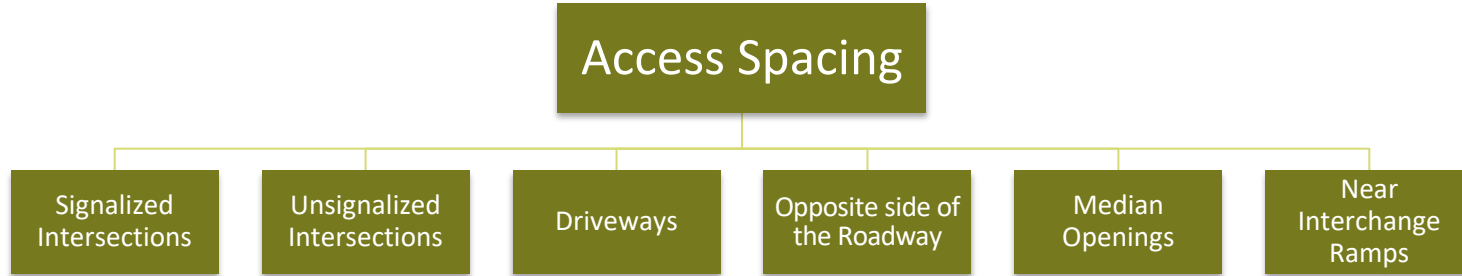 Access Spacing
Signalized
Intersections
Unsignalized
Intersections
Driveways
Opposite side of
the Roadway
Median
Openings
Near
Interchange
Ramps